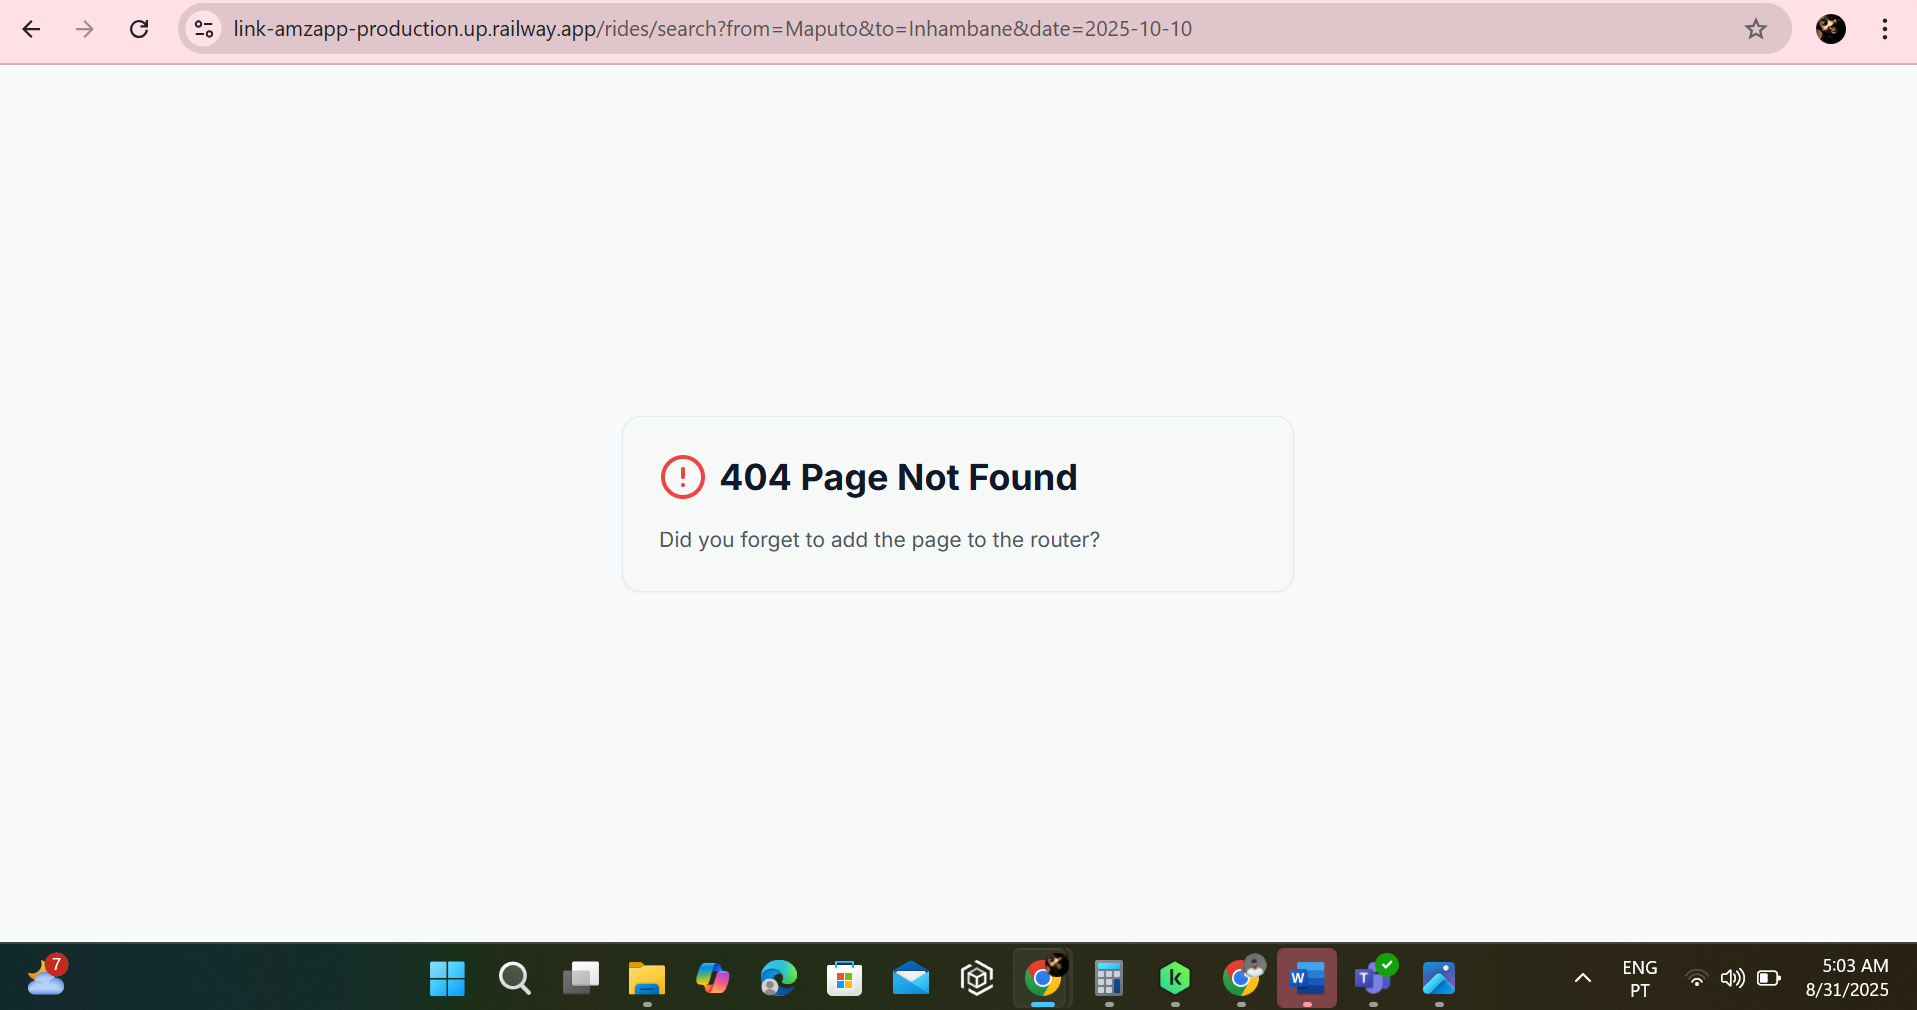 link-amzapp-production.up.railway.app/rides/search?from=Maputo&to=Inhambane&date=2025-10-10
404 Page Not Found
Did you forget to add the page to the router?
7
k
W
T
ENG
PT
5:03 AM
8/31/2025